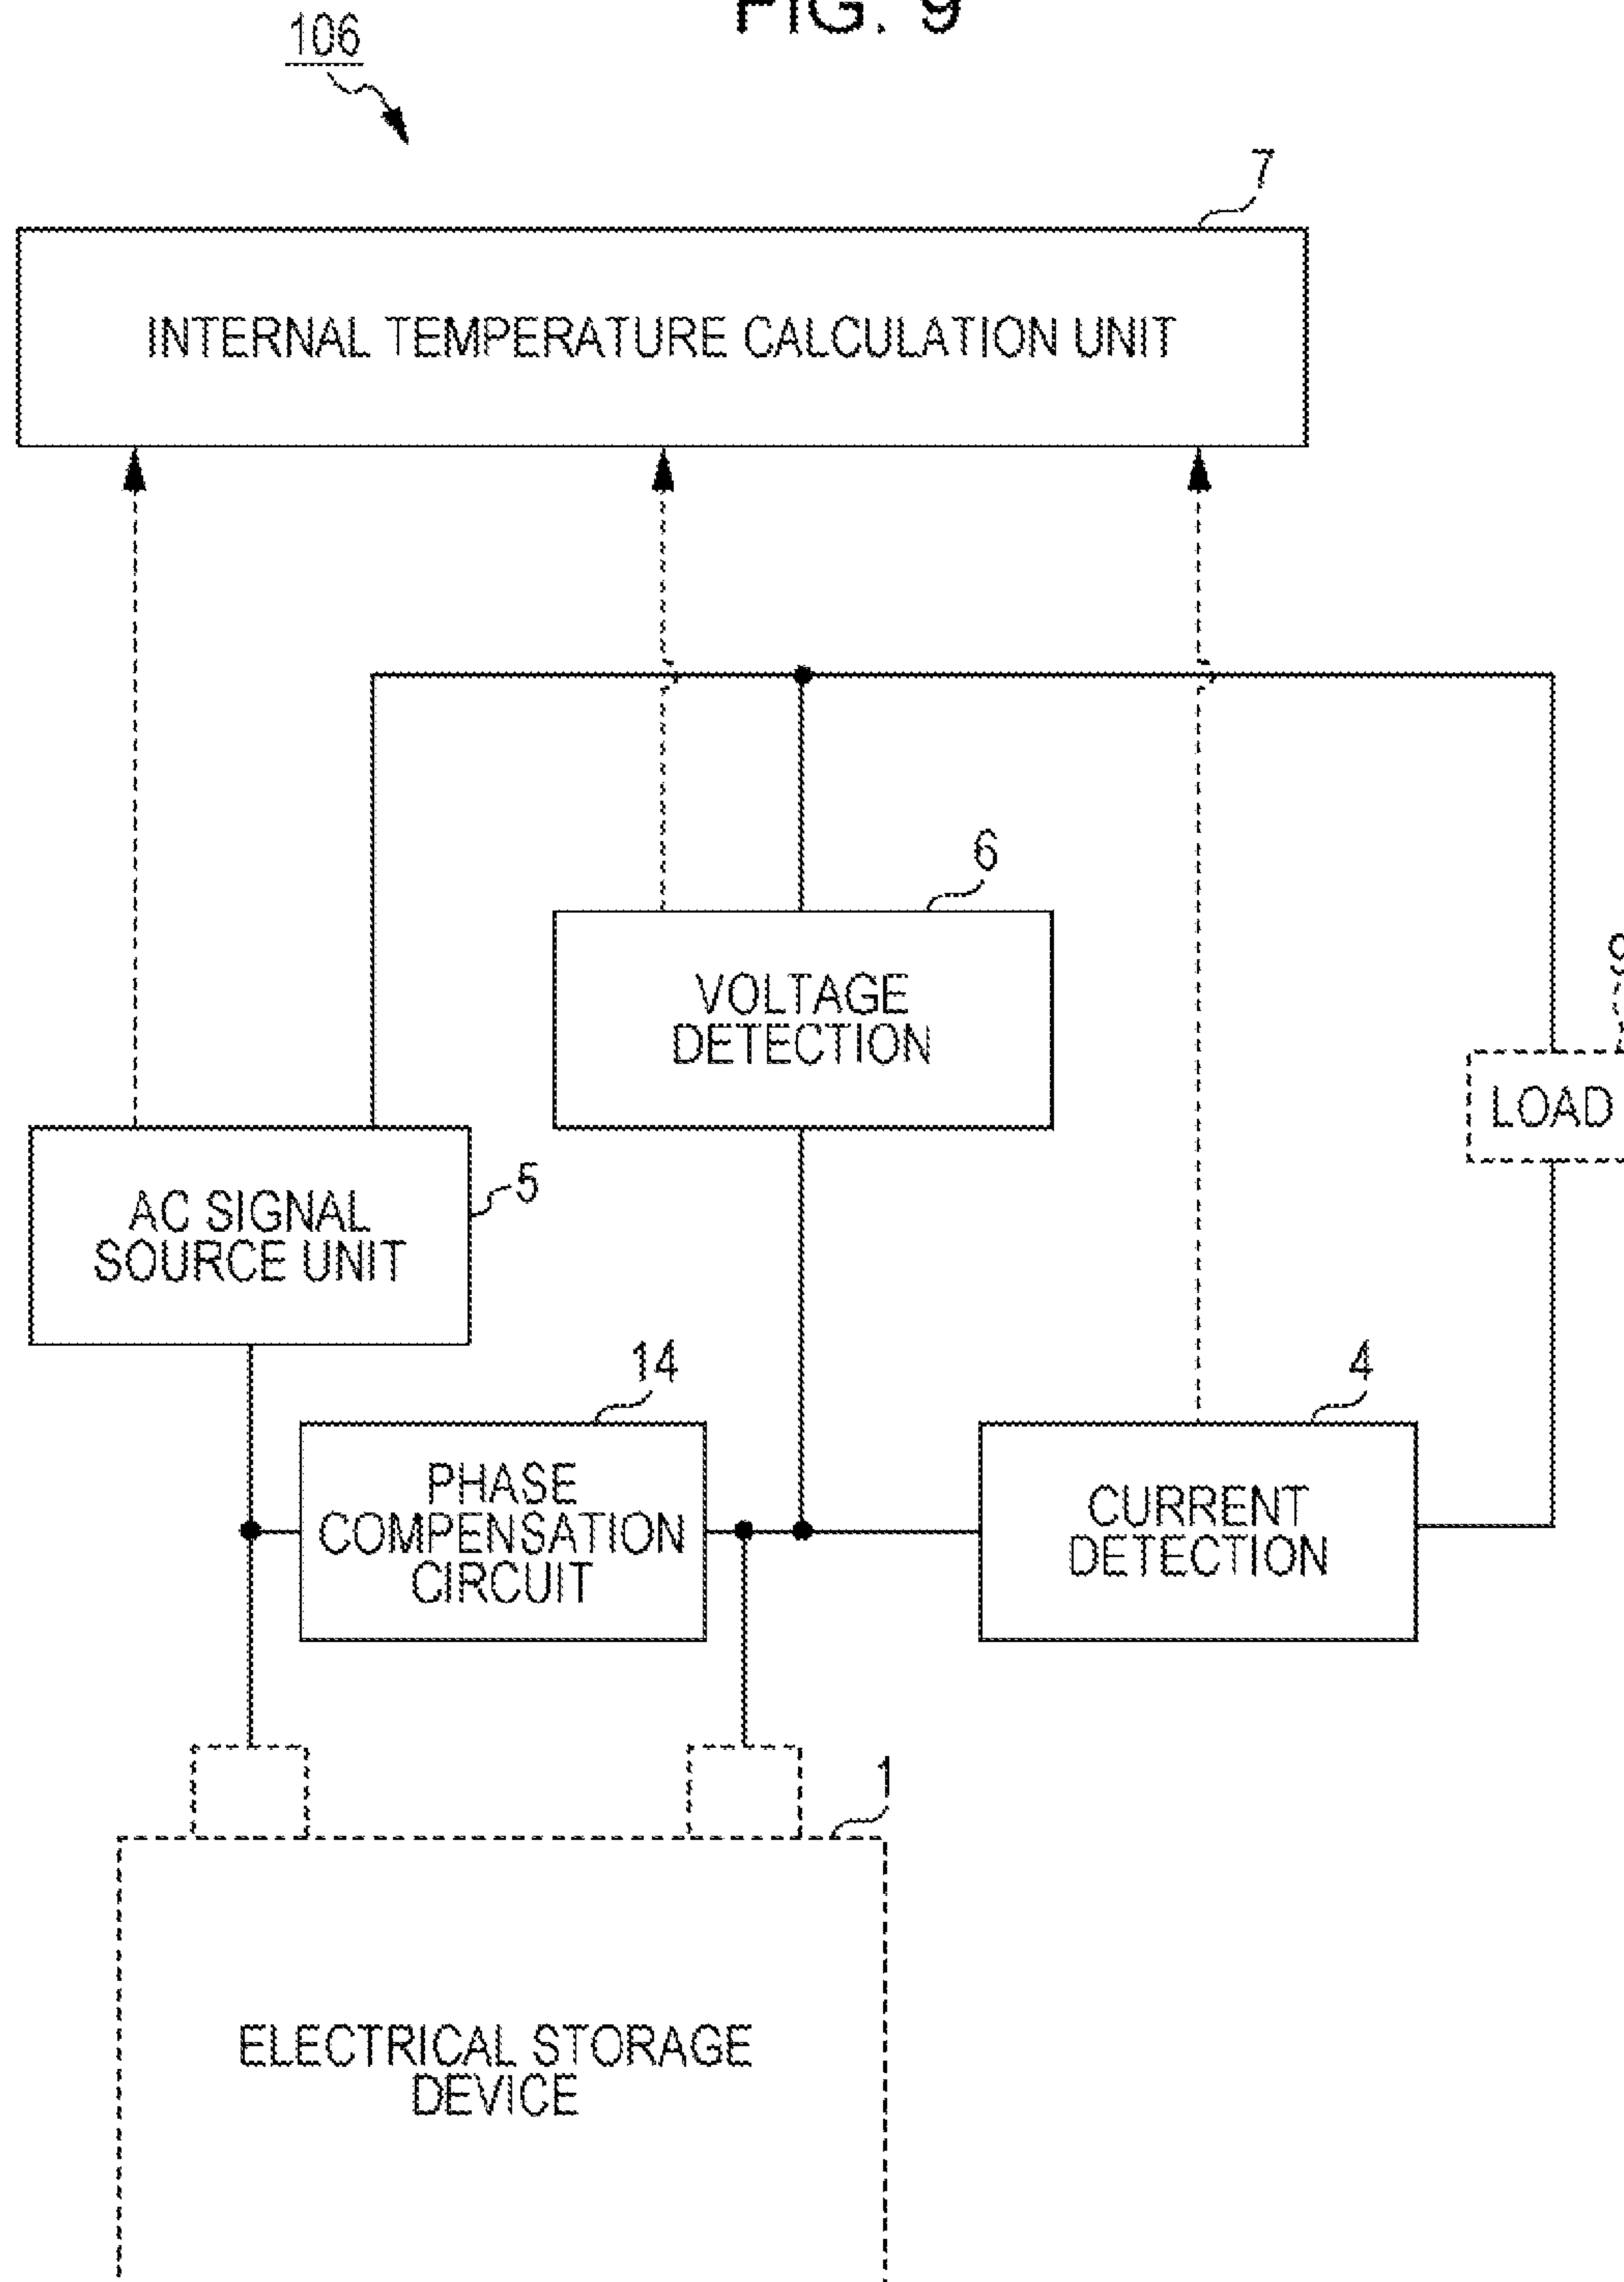 FIG. 9
106
7
INTERNAL TEMPERATURE CALCULATION UNIT
6
VOLTAGE
DETECTION
9
LOAD
AC SIGNAL
SOURCE UNIT
5
14
PHASE
COMPENSATION
CIRCUIT
4
CURRENT
DETECTION
1
ELECTRICAL STORAGE
DEVICE